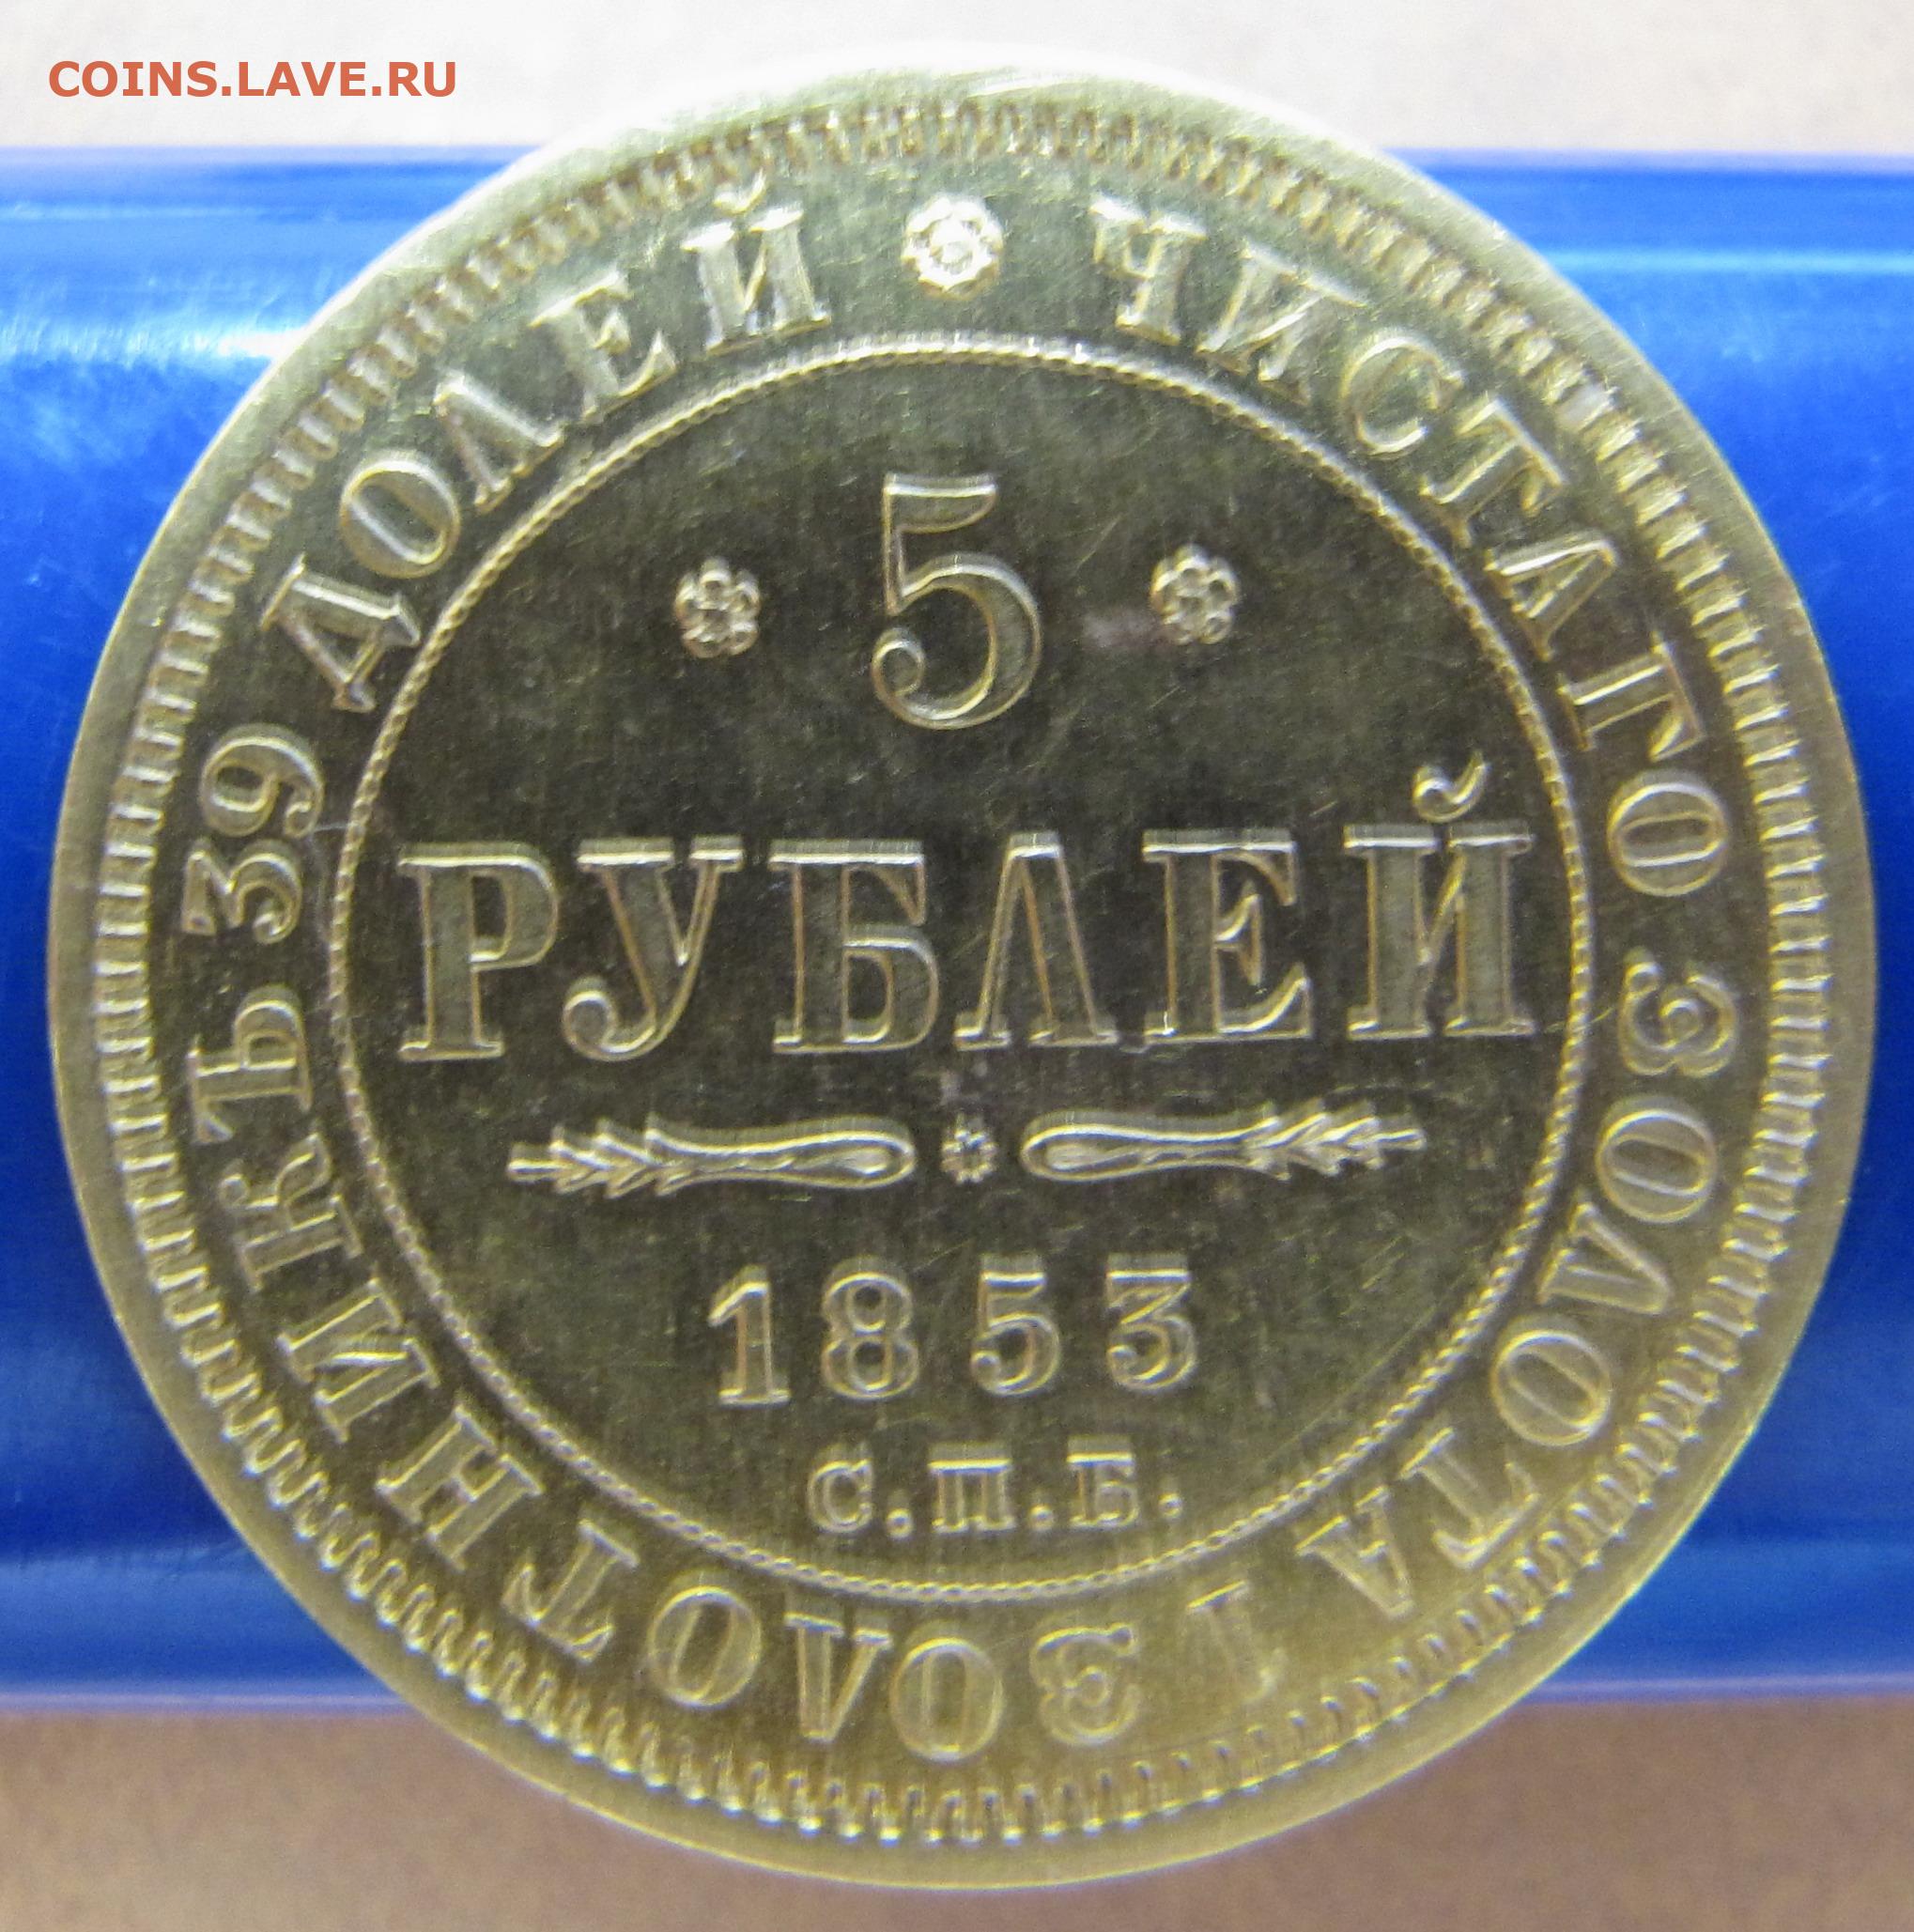 COINS.LAVE.RU
* ЧИСТАГО ЗОЛОТА 1 ЗОЛОТНИКЪ 39 ДОЛЕЙ
* 5 *
РУБЛЕЙ
1853
С.П.Б.